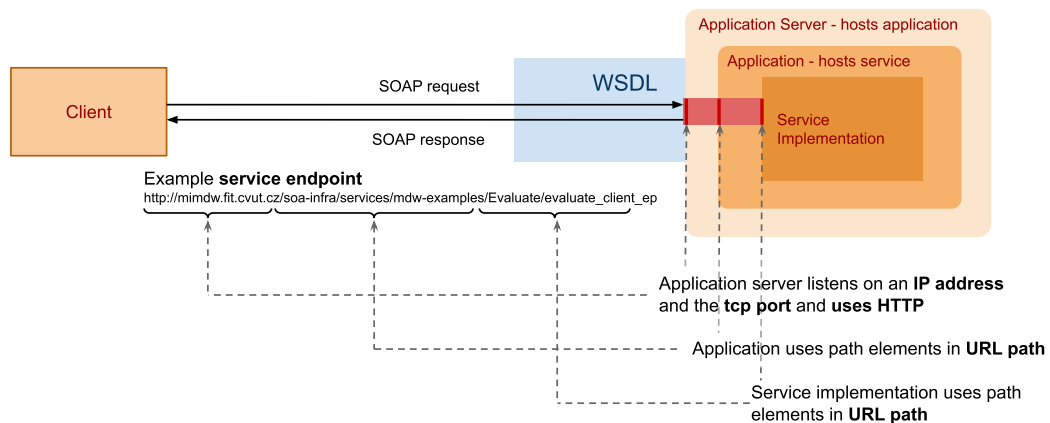 Application Server - hosts application
Application - hosts service
WSDL
SOAP request
Client
Service
Implementation
SOAP response
Example service endpoint
http://mimdw.fit.cvut.cz/soa-infra/services/mdw-examples/Evaluate/evaluate_client_ep
Application server listens on an IP address
and the tcp port and uses HTTP
Application uses path elements in URL path
Service implementation uses path
elements in URL path